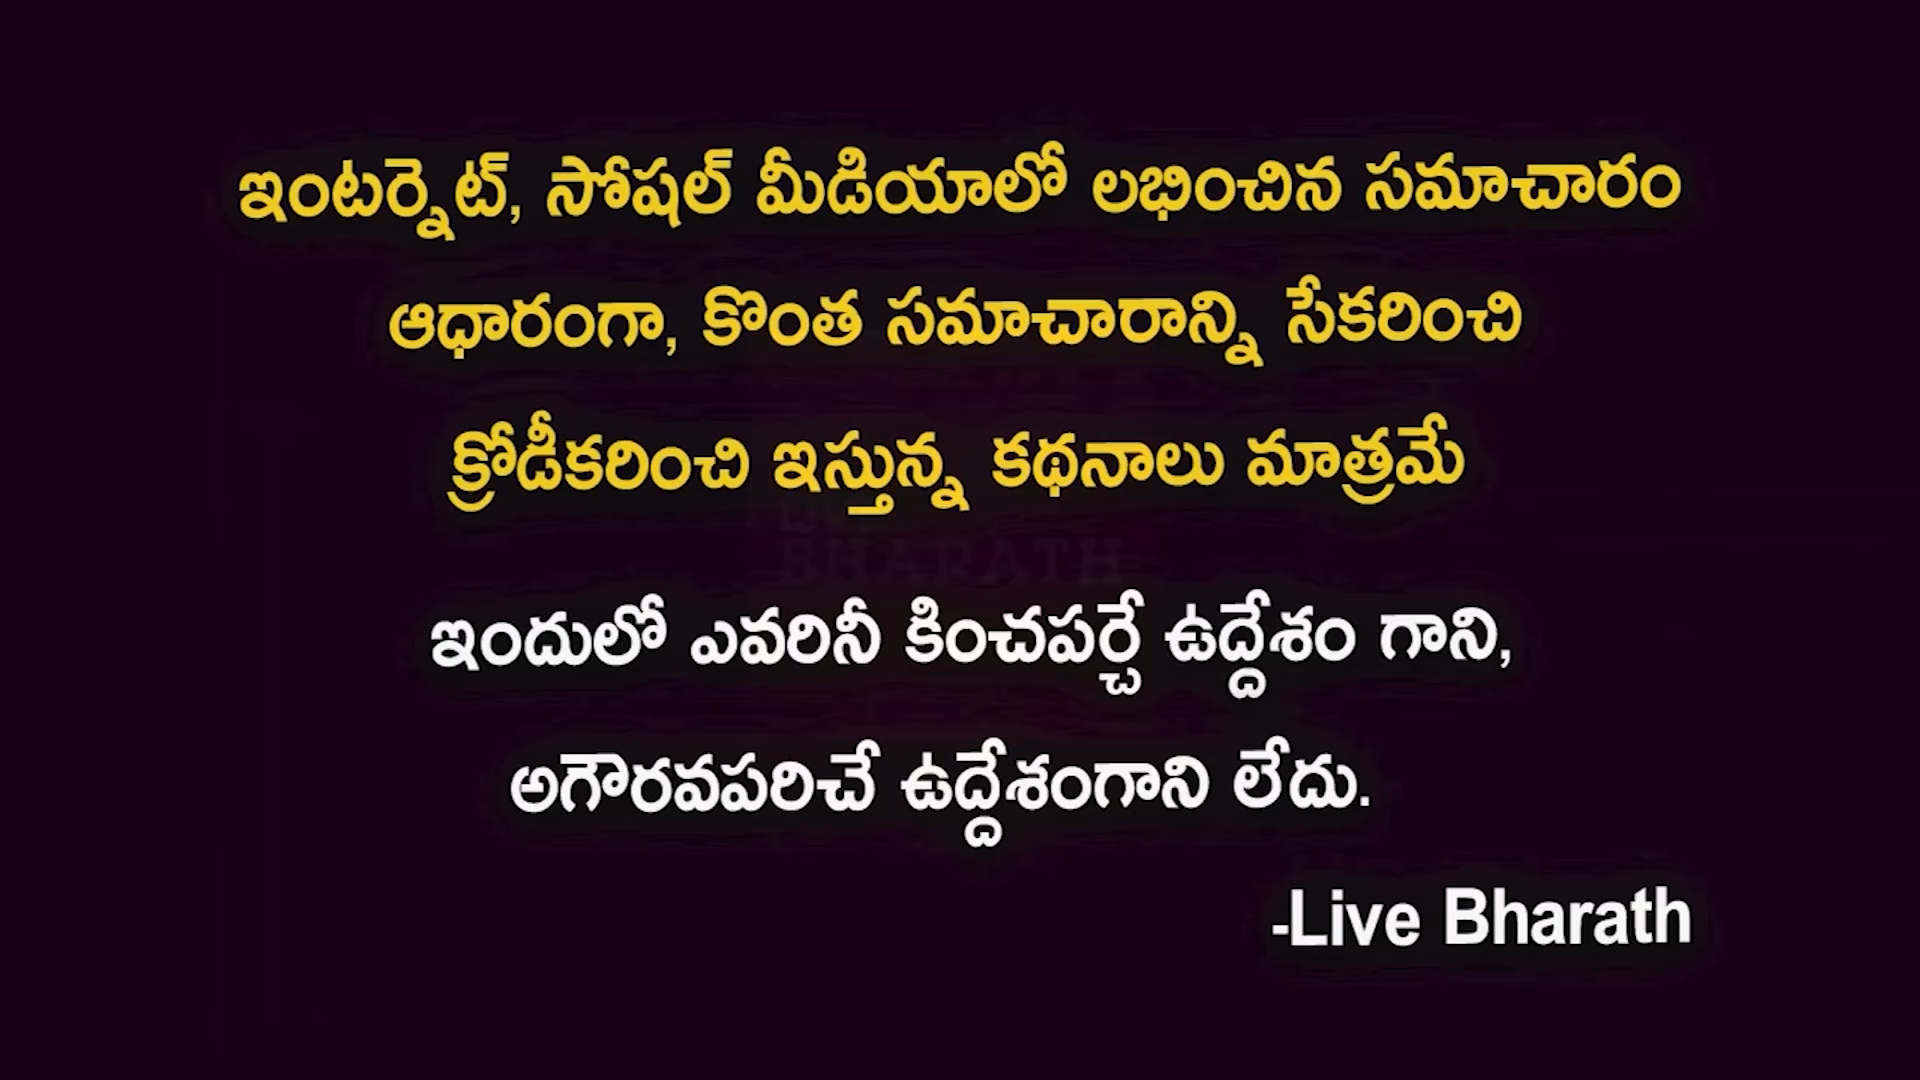 ఇంటర్నెట్, సోషల్ మీడియాలో లభించిన సమాచారం
ఆధారంగా, కొంత సమాచారాన్ని సేకరించి
క్రోడీకరించి ఇస్తున్న కథనాలు మాత్రమే
BHARATH
ఇందులో ఎవరినీ కించపర్చే ఉద్దేశం గాని,
అగౌరవపరిచే ఉద్దేశంగాని లేదు.
-Live Bharath